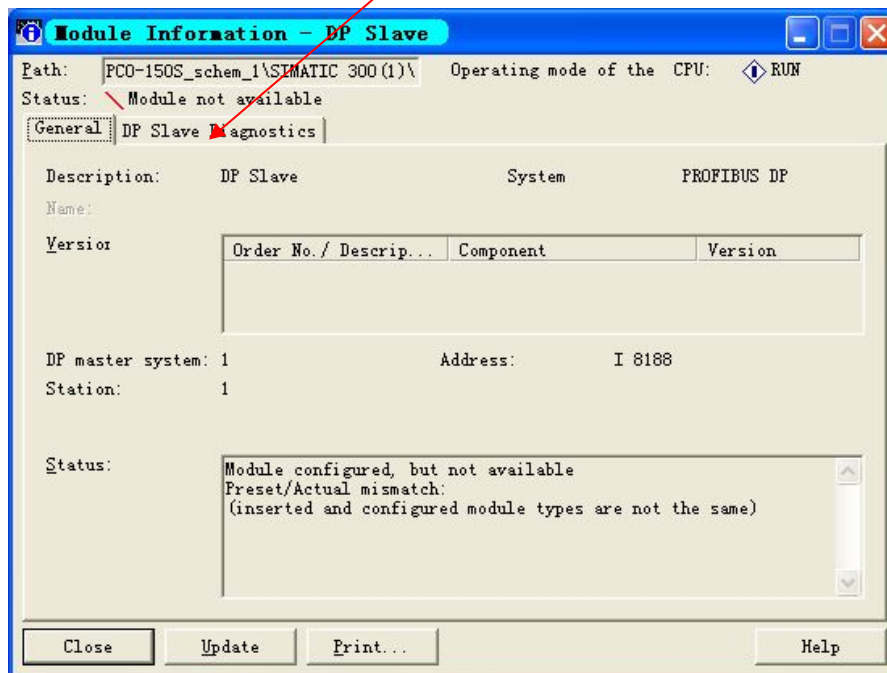 Module Information - DP Slave
Path: PCO-150S_schem_1\SIMATIC 300(1)\ Operating mode of the CPU: RUN
Status: Module not available
General DP Slave Diagnostics
Description: DP Slave System PROFIBUS DP
Name:
Version
Order No./ Descrip... Component Version
DP master system: 1 Address: I 8188
Station: 1
Status: Module configured, but not available
Preset/Actual mismatch:
(inserted and configured module types are not the same)
Close Update Print... Help